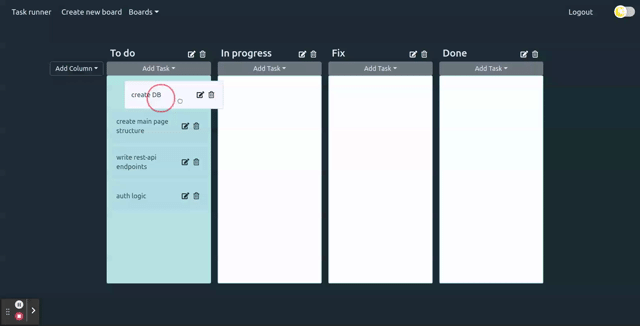 Task runner Create new board Boards Logout
To do In progress Fix Done
Add Column Add Task Add Task Add Task Add Task
create DB
create main page
structure
write rest-api
endpoints
auth logic